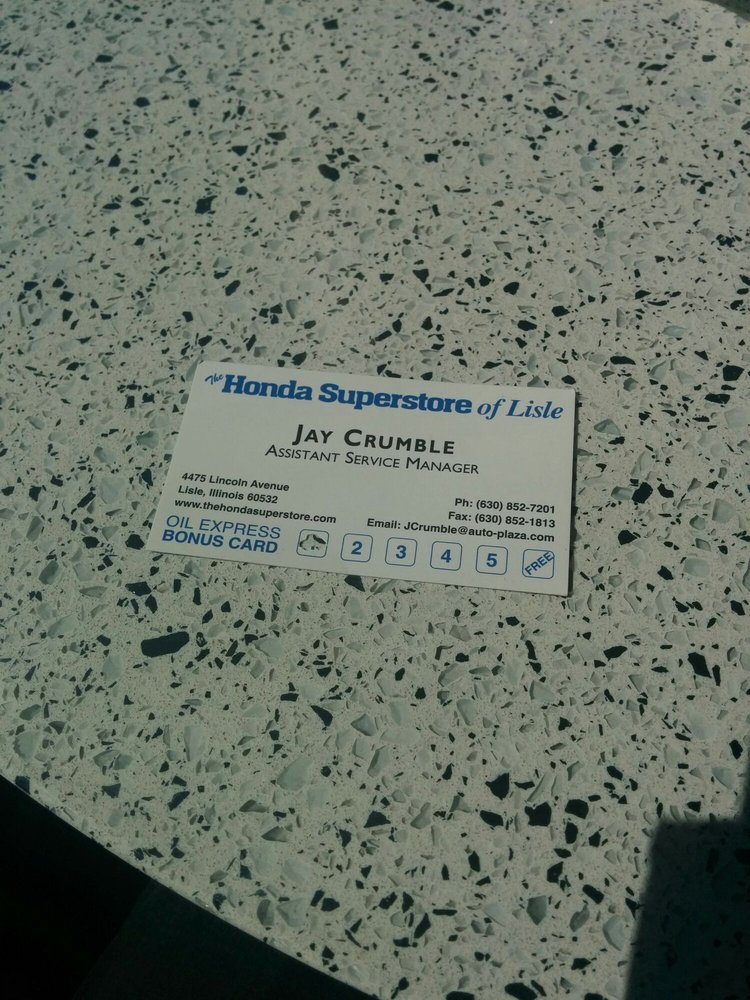 The Honda Superstore of Lisle
JAY CRUMBLE
ASSISTANT SERVICE MANAGER
4475 Lincoln Avenue
Lisle, Illinois 60532
www.thehondasuperstore.com
Ph: (630) 852-7201
Fax: (630) 852-1813
Email: JCrumble@auto-plaza.com
OIL EXPRESS
BONUS CARD
2 3 4 5 FREE